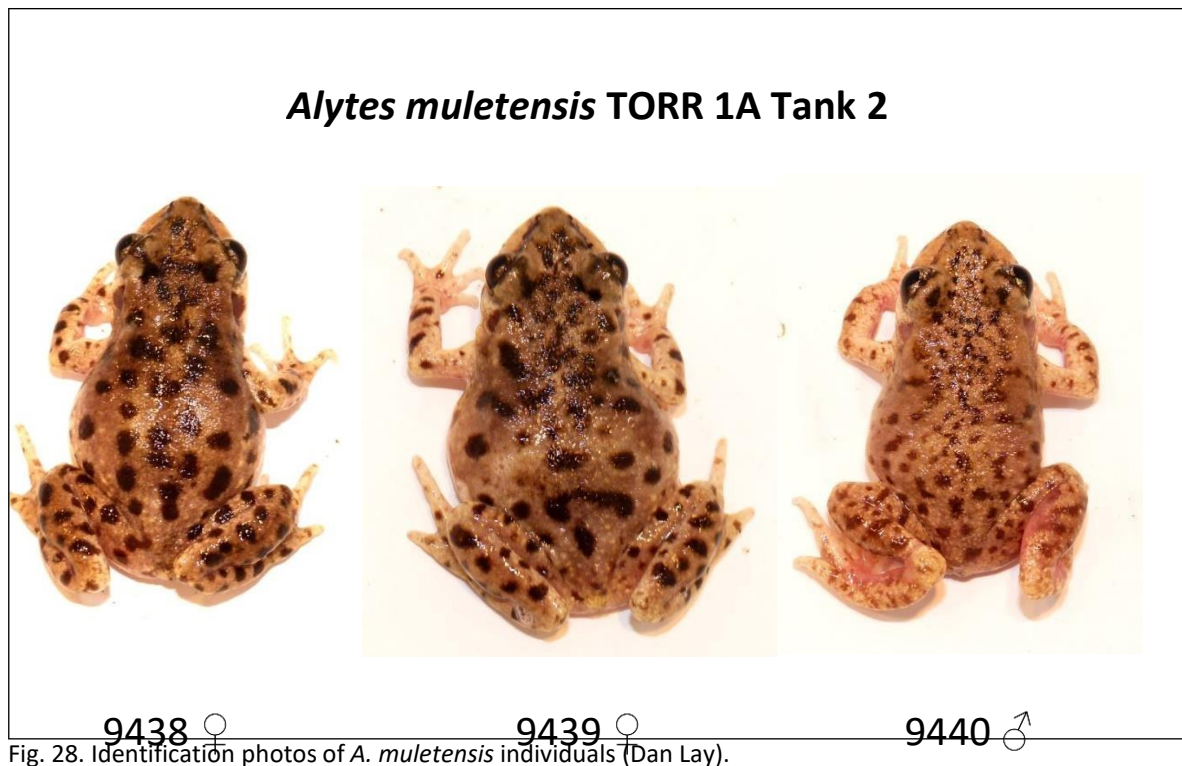 Alytes muletensis TORR 1A Tank 2
9438 ♀ 9439 ♀ 9440 ♂
Fig. 28. Identification photos of A. muletensis individuals (Dan Lay).